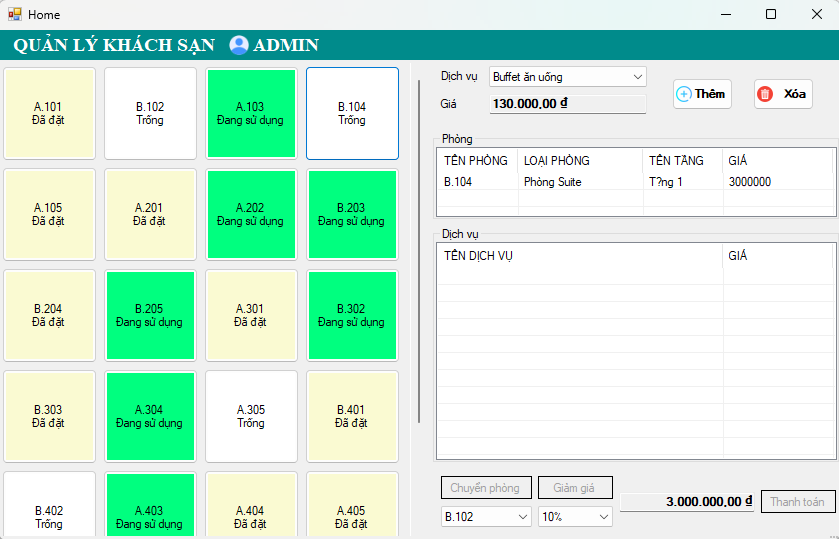 Home
QUẢN LÝ KHÁCH SẠN ADMIN
A.101
Đã đặt
B.102
Trống
A.103
Đang sử dụng
B.104
Trống
A.105
Đã đặt
A.201
Đã đặt
A.202
Đang sử dụng
B.203
Đang sử dụng
B.204
Đã đặt
B.205
Đang sử dụng
A.301
Đã đặt
B.302
Đang sử dụng
B.303
Đã đặt
A.304
Đang sử dụng
A.305
Trống
B.401
Đã đặt
B.402
Trống
A.403
Đang sử dụng
A.404
Đã đặt
A.405
Đã đặt
Dịch vụ Buffet ăn uống
Giá 130.000,00 ₫
Thêm
Xóa
Phòng
TÊN PHÒNG LOẠI PHÒNG TÊN TẦNG GIÁ
B.104 Phòng Suite T?ng 1 3000000
Dịch vụ
TÊN DỊCH VỤ GIÁ
Chuyển phòng Giảm giá
B.102 10%
3.000.000,00 ₫ Thanh toán